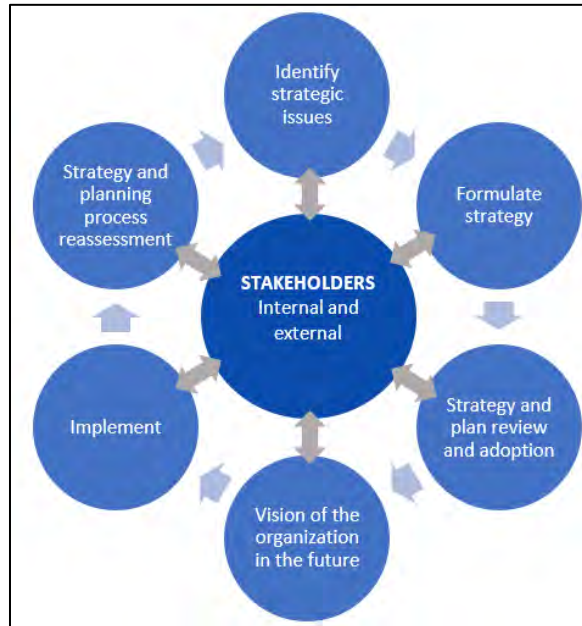 Identify
strategic
issues
Formulate
strategy
Strategy and
plan review
and adoption
Vision of the
organization
in the future
Implement
Strategy and
planning
process
reassessment
STAKEHOLDERS
Internal and
external